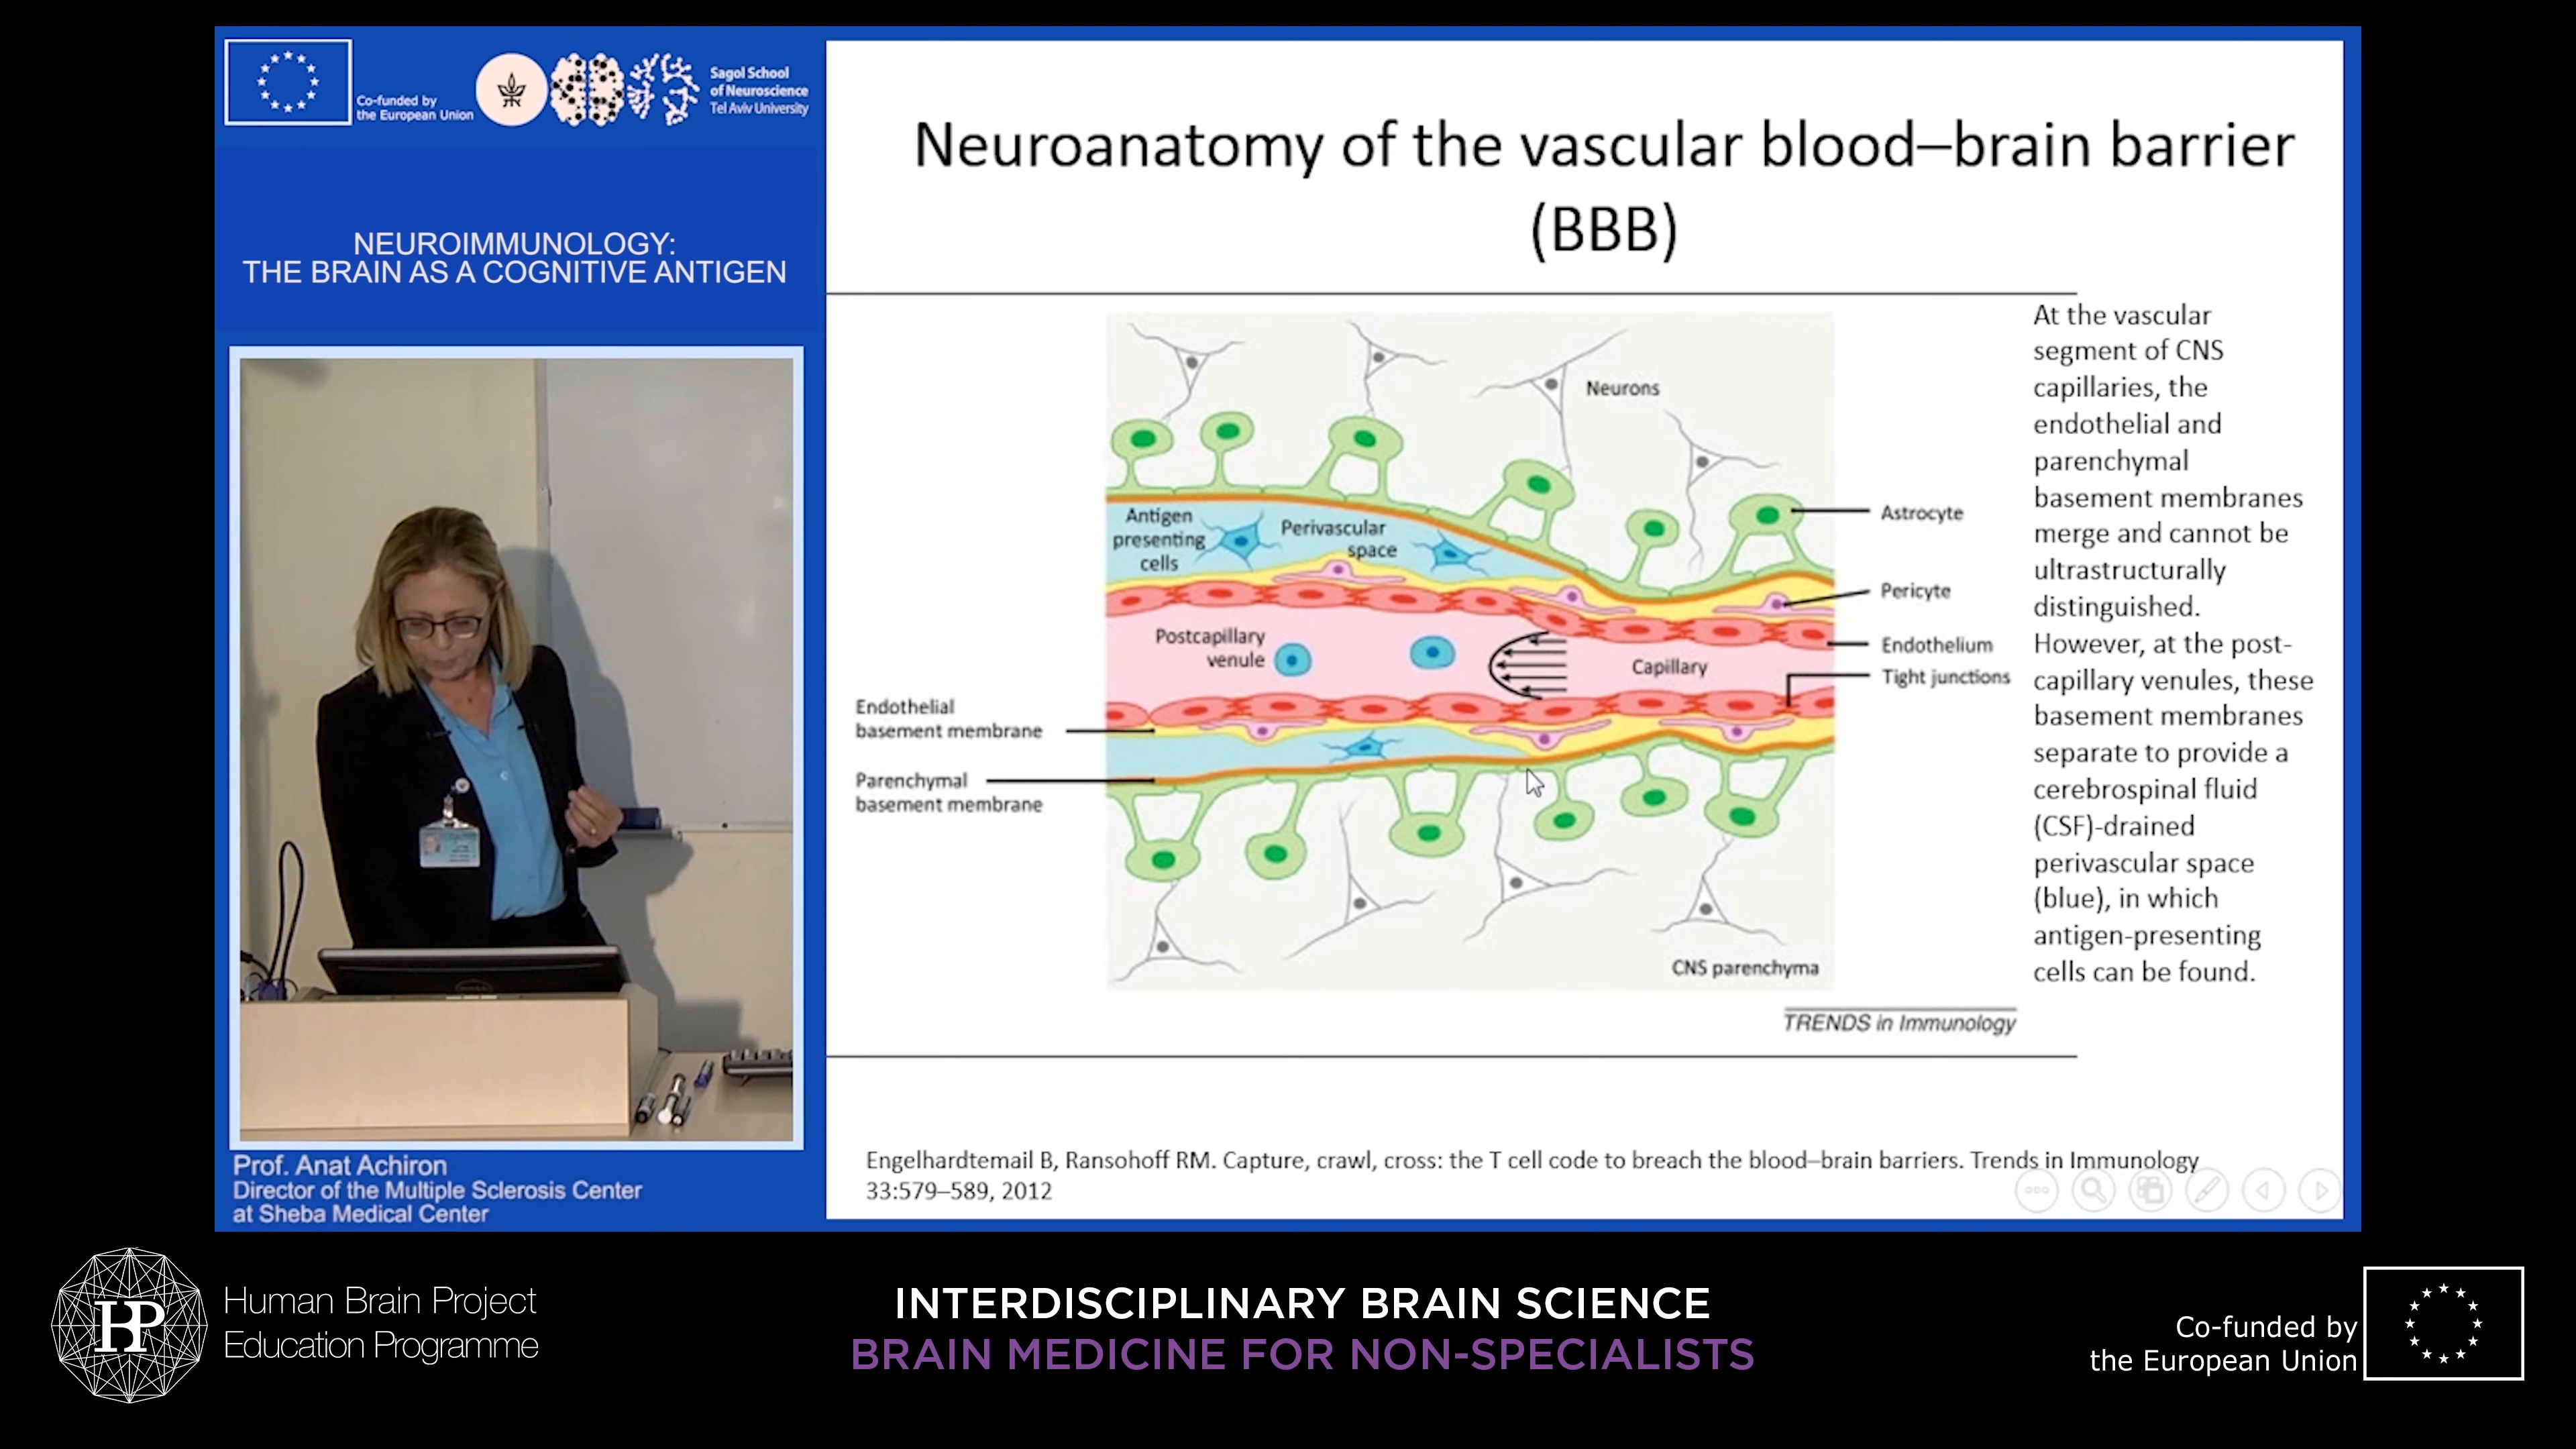 Co-funded by
the European Union
Sagol School
of Neuroscience
Tel Aviv University
NEUROIMMUNOLOGY:
THE BRAIN AS A COGNITIVE ANTIGEN
Prof. Anat Achiron
Director of the Multiple Sclerosis Center
at Sheba Medical Center
Neuroanatomy of the vascular blood–brain barrier
(BBB)
Neurons
Antigen
presenting
cells
Perivascular
space
Astrocyte
Pericyte
Postcapillary
venule
Capillary
Endothelium
Tight junctions
Endothelial
basement membrane
Parenchymal
basement membrane
CNS parenchyma
TRENDS in Immunology
At the vascular
segment of CNS
capillaries, the
endothelial and
parenchymal
basement membranes
merge and cannot be
ultrastructurally
distinguished.
However, at the post-
capillary venules, these
basement membranes
separate to provide a
cerebrospinal fluid
(CSF)-drained
perivascular space
(blue), in which
antigen-presenting
cells can be found.
Engelhardtemail B, Ransohoff RM. Capture, crawl, cross: the T cell code to breach the blood–brain barriers. Trends in Immunology
33:579–589, 2012
HBP
Human Brain Project
Education Programme
INTERDISCIPLINARY BRAIN SCIENCE
BRAIN MEDICINE FOR NON-SPECIALISTS
Co-funded by
the European Union